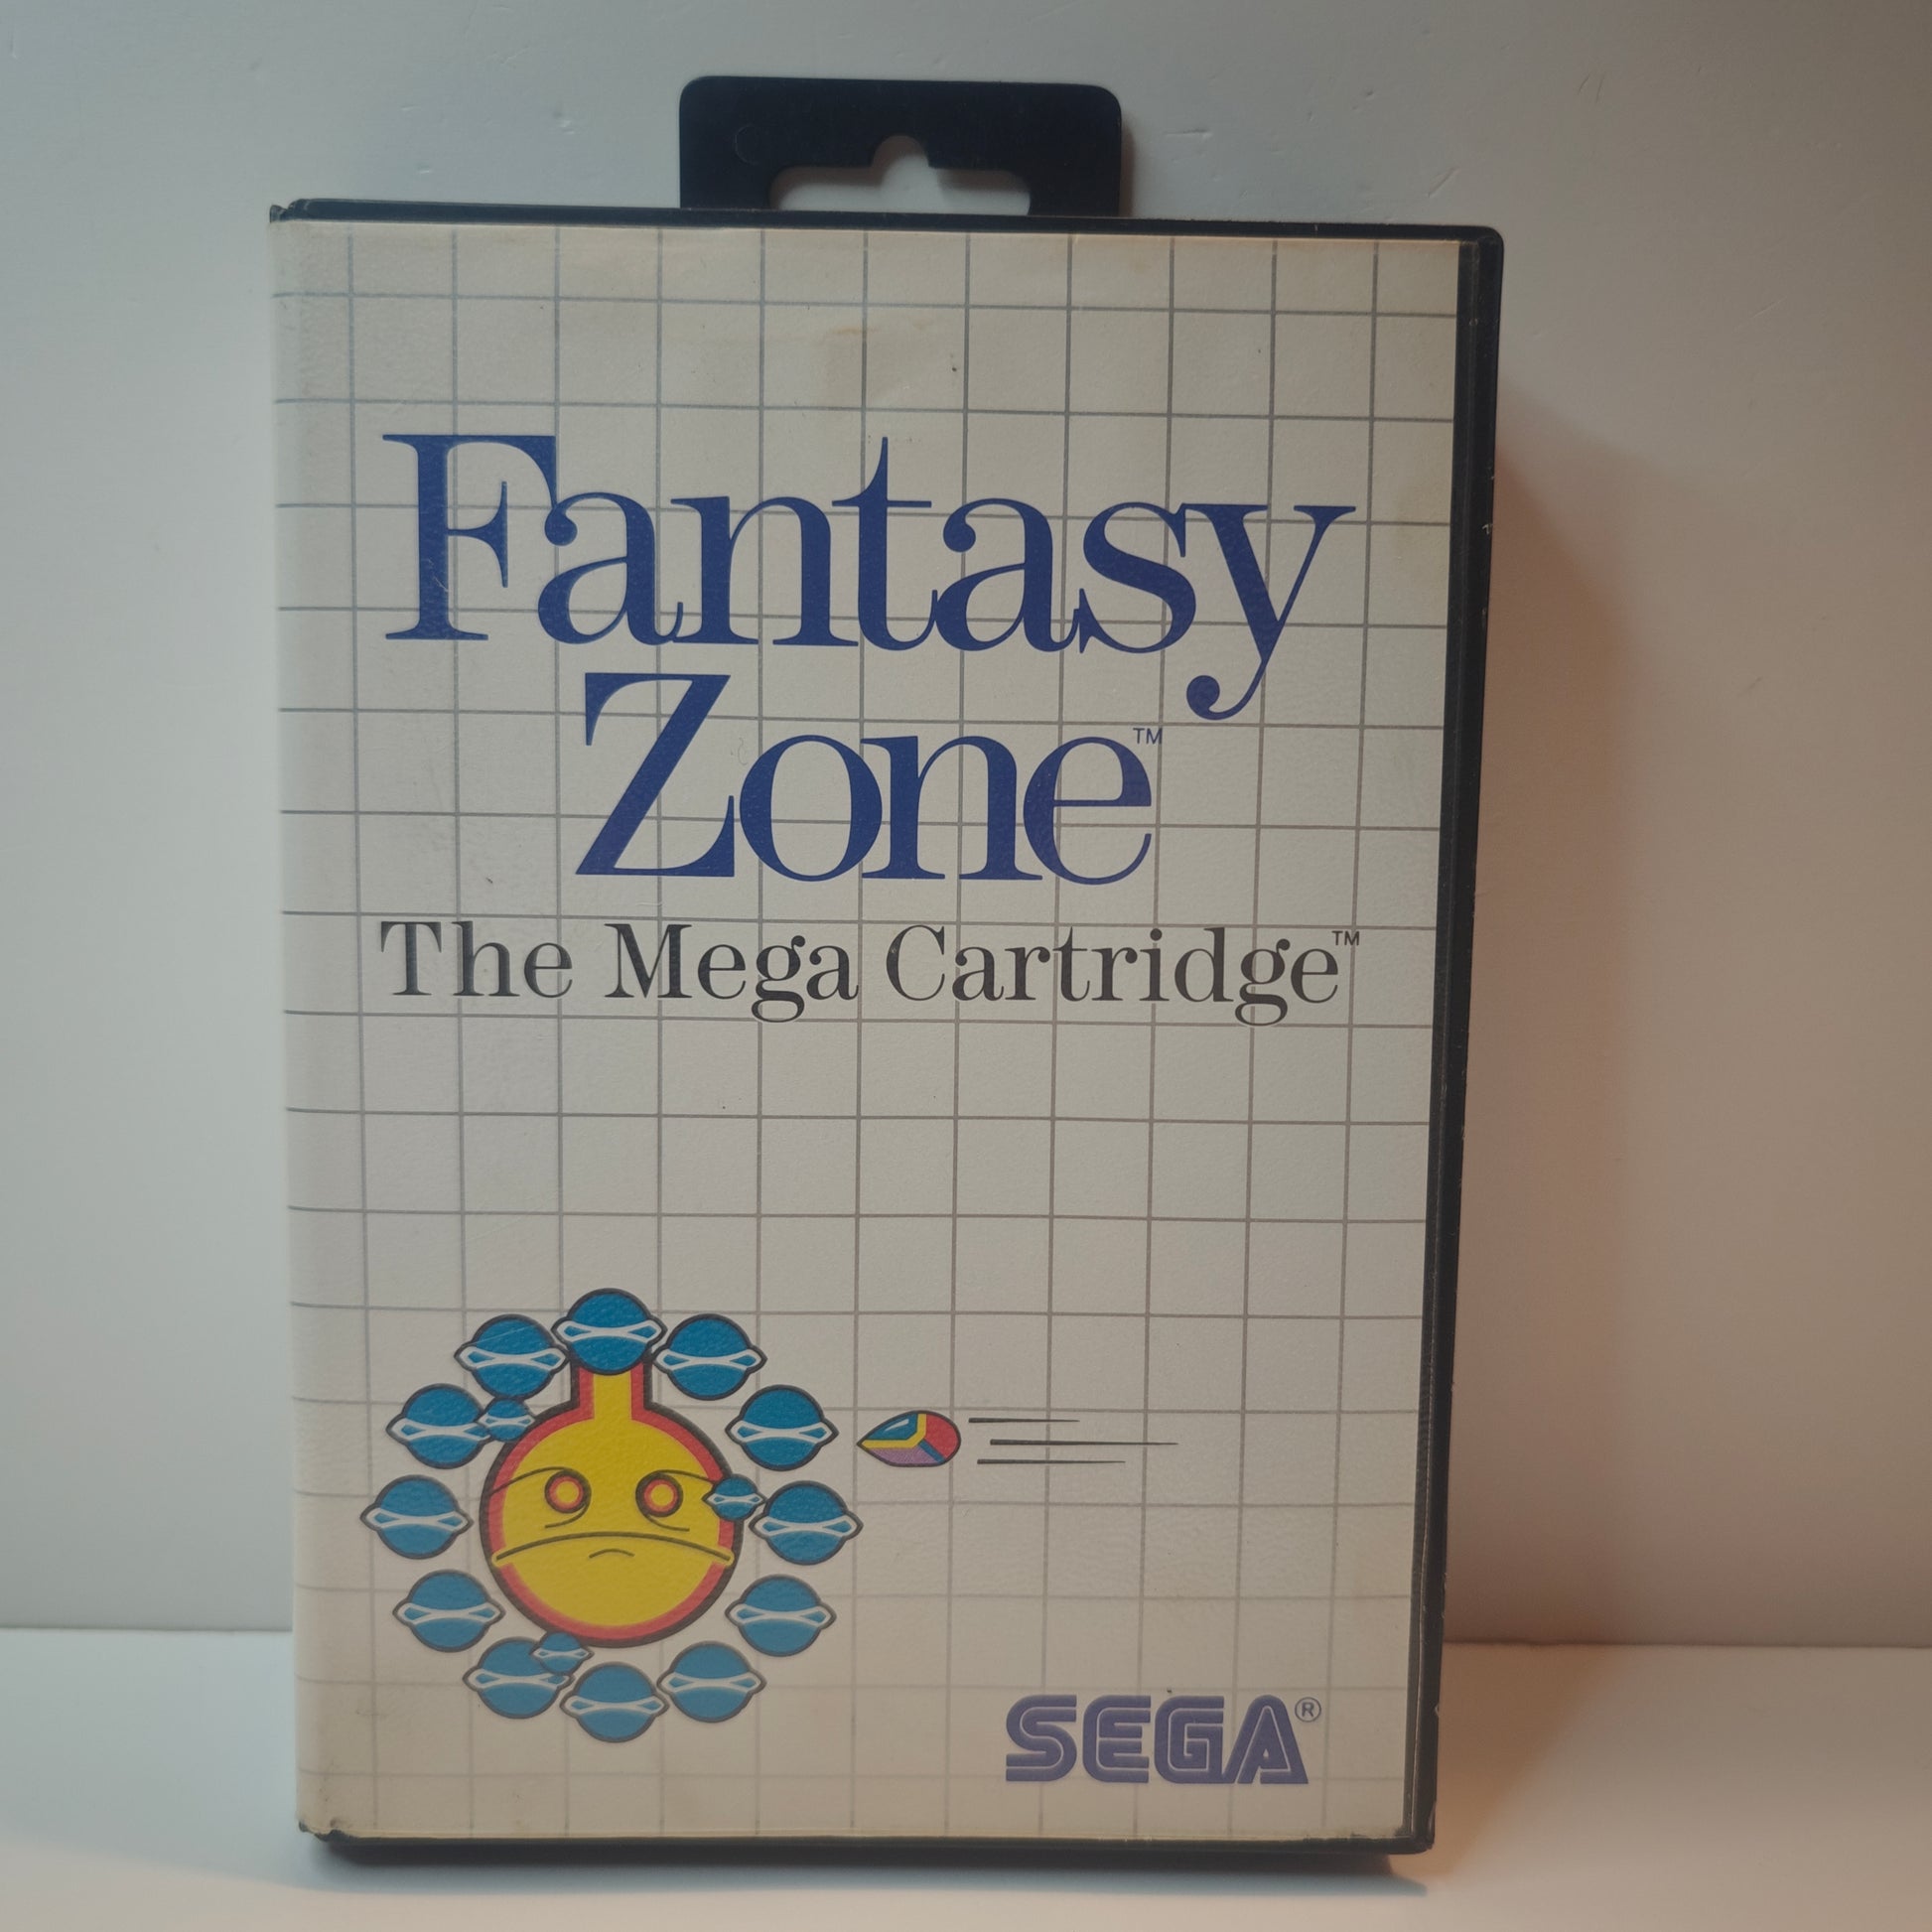 Fantasy
Zone™
The Mega Cartridge™
SEGA®